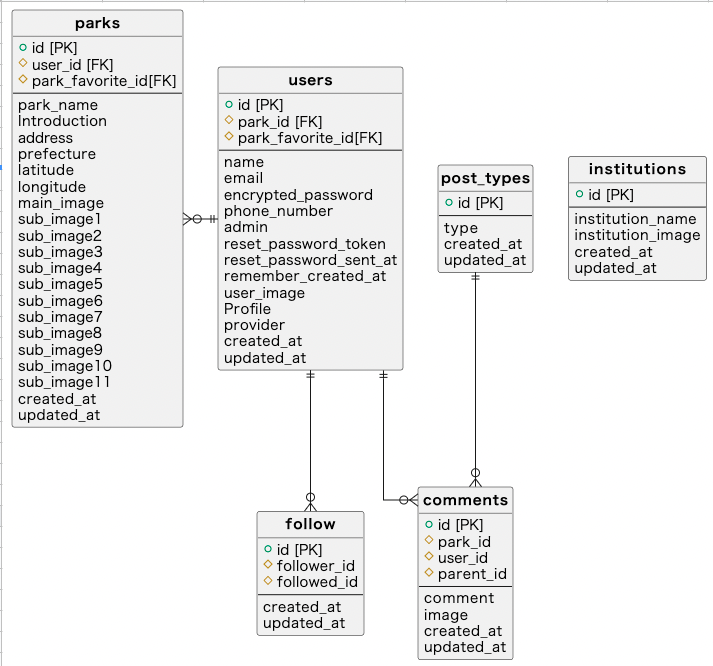 parks
id [PK]
user_id [FK]
park_favorite_id[FK]
park_name
Introduction
address
prefecture
latitude
longitude
main_image
sub_image1
sub_image2
sub_image3
sub_image4
sub_image5
sub_image6
sub_image7
sub_image8
sub_image9
sub_image10
sub_image11
created_at
updated_at
users
id [PK]
park_id [FK]
park_favorite_id[FK]
name
email
encrypted_password
phone_number
admin
reset_password_token
reset_password_sent_at
remember_created_at
user_image
Profile
provider
created_at
updated_at
post_types
id [PK]
type
created_at
updated_at
institutions
id [PK]
institution_name
institution_image
created_at
updated_at
follow
id [PK]
follower_id
followed_id
created_at
updated_at
comments
id [PK]
park_id
user_id
parent_id
comment
image
created_at
updated_at